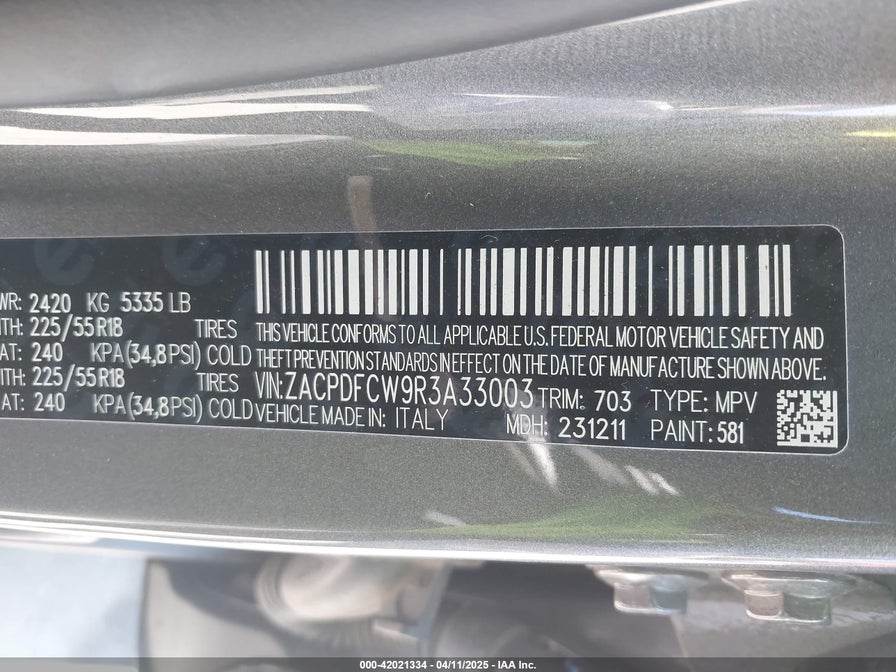 WR: 2420 KG 5335 LB
TH: 225/55R18 TIRES
AT: 240 KPA(34,8PSI) COLD
TH: 225/55R18 TIRES
AT: 240 KPA(34,8PSI) COLD
THIS VEHICLE CONFORMS TO ALL APPLICABLE U.S. FEDERAL MOTOR VEHICLE SAFETY AND
THEFT PREVENTION STANDARDS IN EFFECT ON THE DATE OF MANUFACTURE SHOWN ABOVE.
VIN:ZACPDFCW9R3A33003 TRIM: 703 TYPE: MPV
VEHICLE MADE IN: ITALY MDH: 231211 PAINT: 581
000-42021334 - 04/11/2025 - IAA Inc.